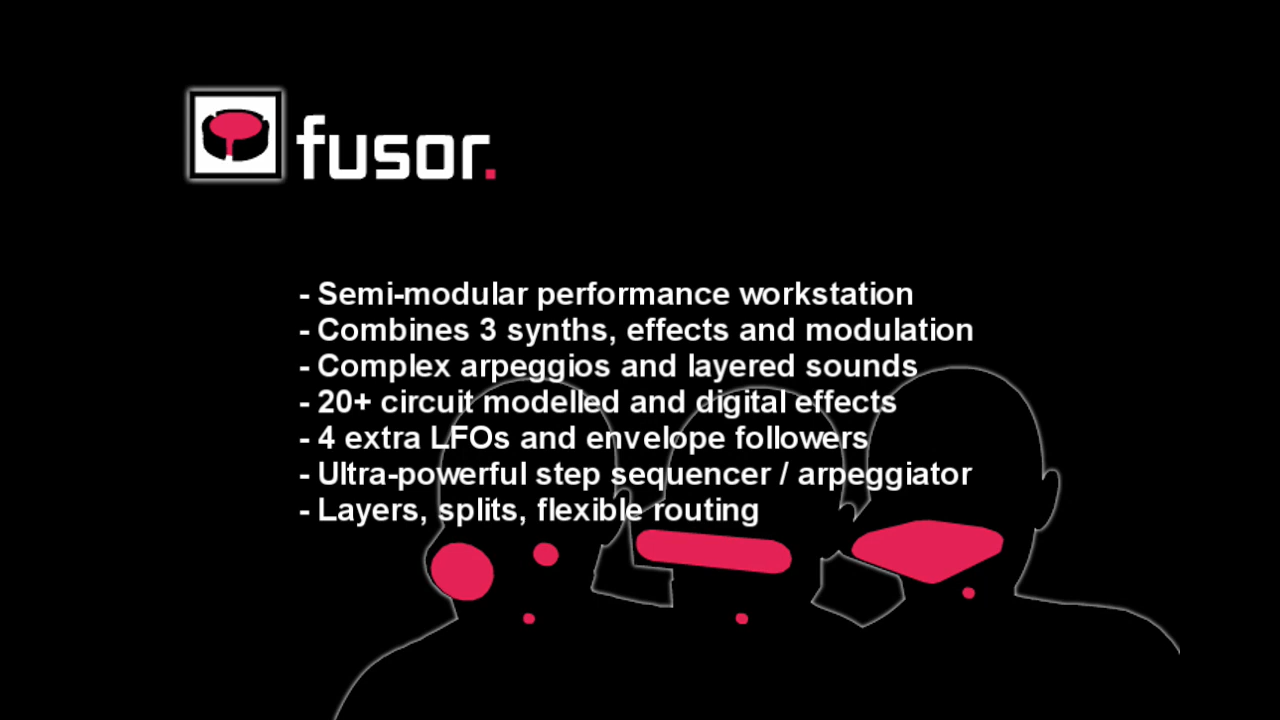 fusor.
- Semi-modular performance workstation
- Combines 3 synths, effects and modulation
- Complex arpeggios and layered sounds
- 20+ circuit modelled and digital effects
- 4 extra LFOs and envelope followers
- Ultra-powerful step sequencer / arpeggiator
- Layers, splits, flexible routing